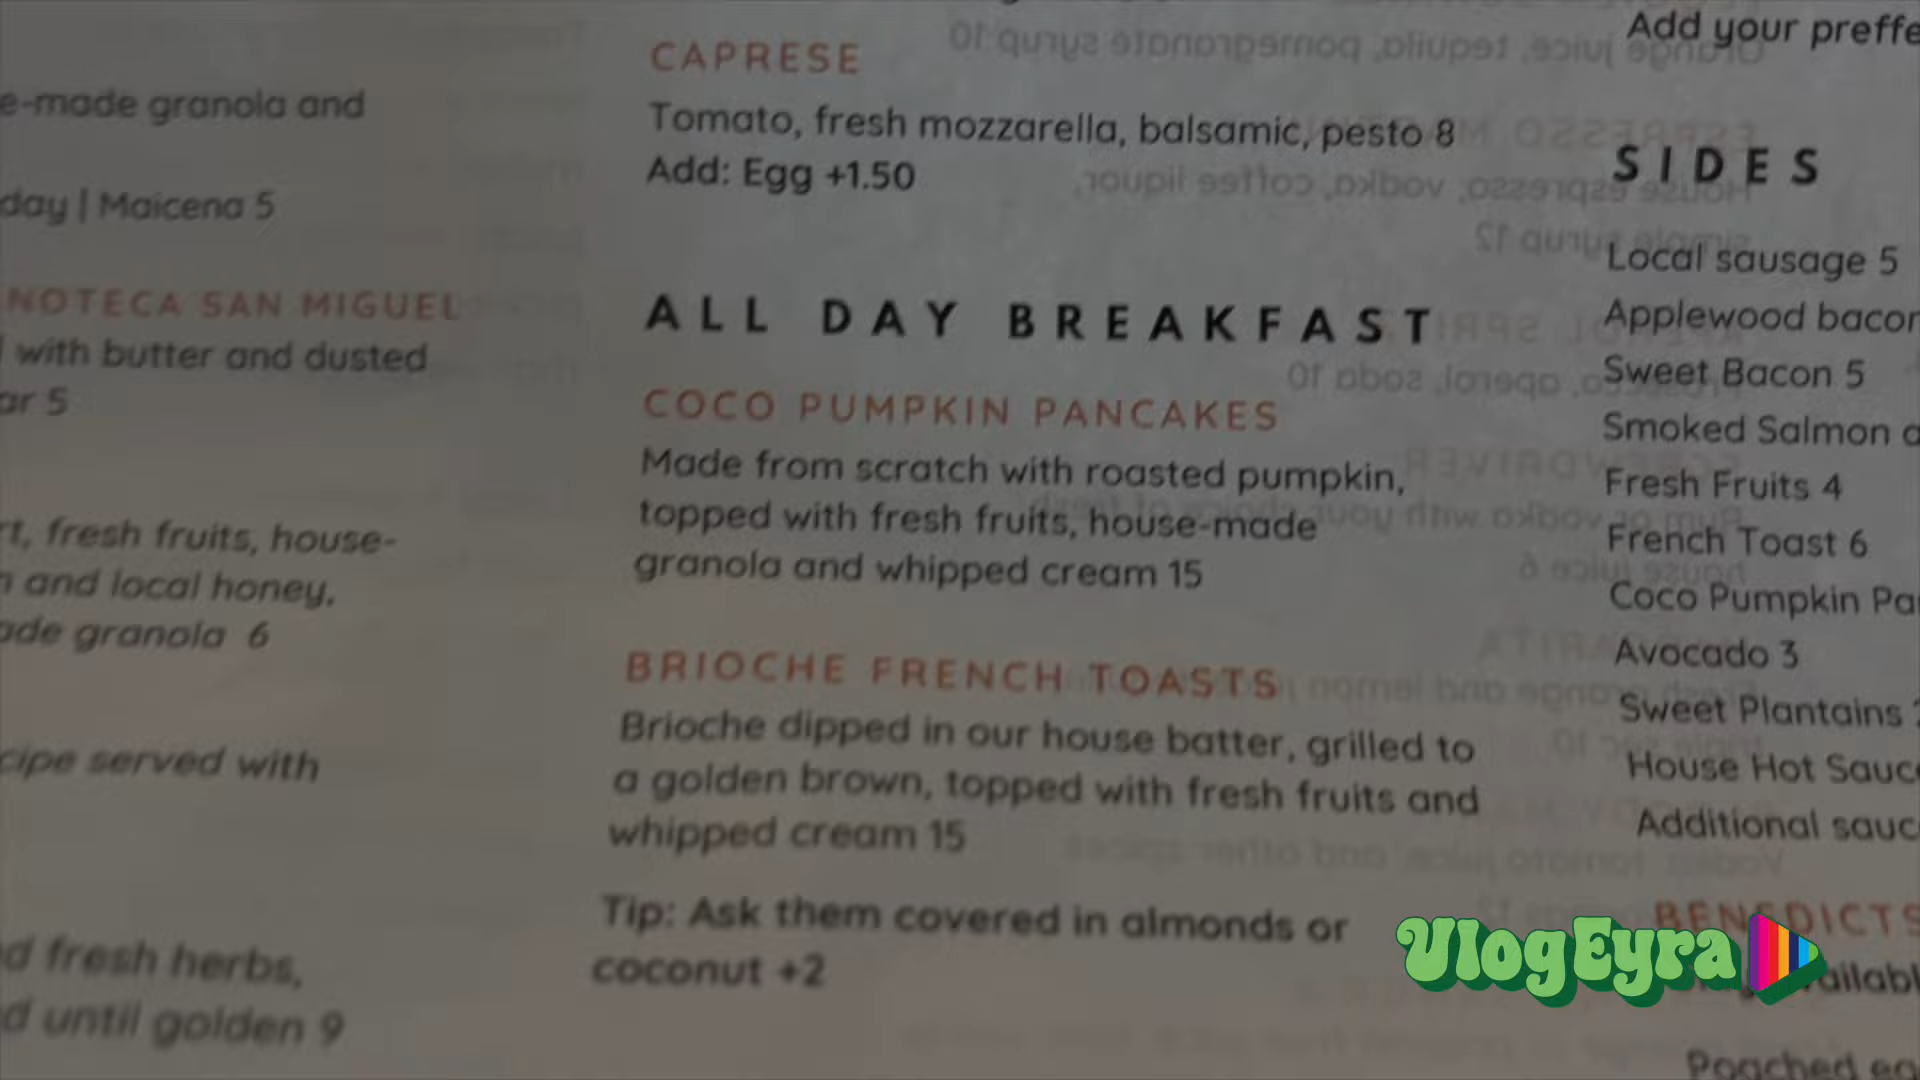 e-made granola and
day | Maicena 5
NOTECA SAN MIGUEL
with butter and dusted
ar 5
rt, fresh fruits, house-
and local honey,
ade granola 6
cipe served with
d fresh herbs,
d until golden 9
CAPRESE
Tomato, fresh mozzarella, balsamic, pesto 8
Add: Egg +1.50
ALL DAY BREAKFAST
COCO PUMPKIN PANCAKES
Made from scratch with roasted pumpkin,
topped with fresh fruits, house-made
granola and whipped cream 15
BRIOCHE FRENCH TOASTS
Brioche dipped in our house batter, grilled to
a golden brown, topped with fresh fruits and
whipped cream 15
Tip: Ask them covered in almonds or
coconut +2
Add your preffe
SIDES
Local sausage 5
Applewood bacon
Sweet Bacon 5
Smoked Salmon
Fresh Fruits 4
French Toast 6
Coco Pumpkin Pa
Avocado 3
Sweet Plantains
House Hot Sauc
Additional sauc
BENEDICTS
VlogEyra
ailabl
Poached eg